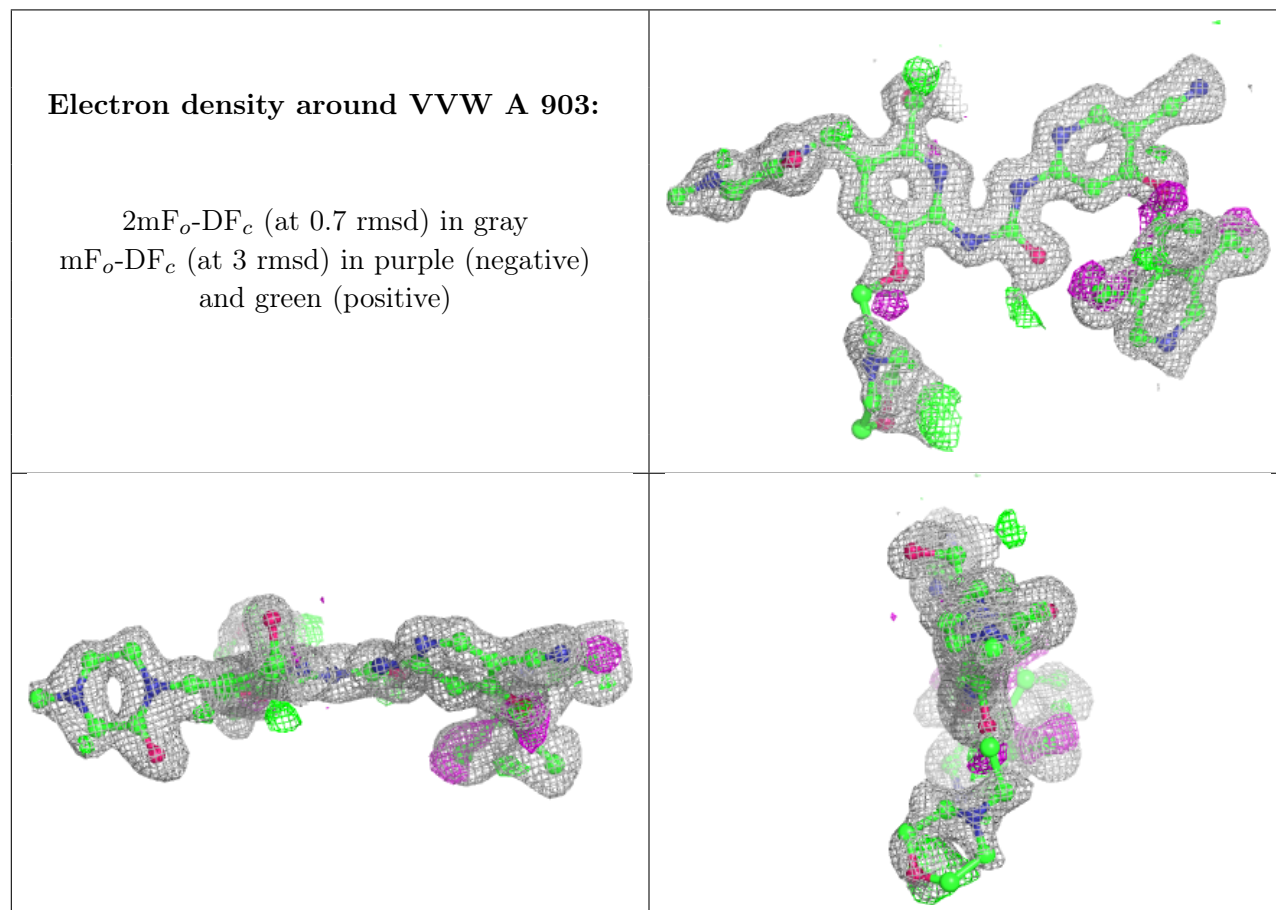 Electron density around VVW A 903:
2mFₒ-DF𝒸 (at 0.7 rmsd) in gray
mFₒ-DF𝒸 (at 3 rmsd) in purple (negative)
and green (positive)